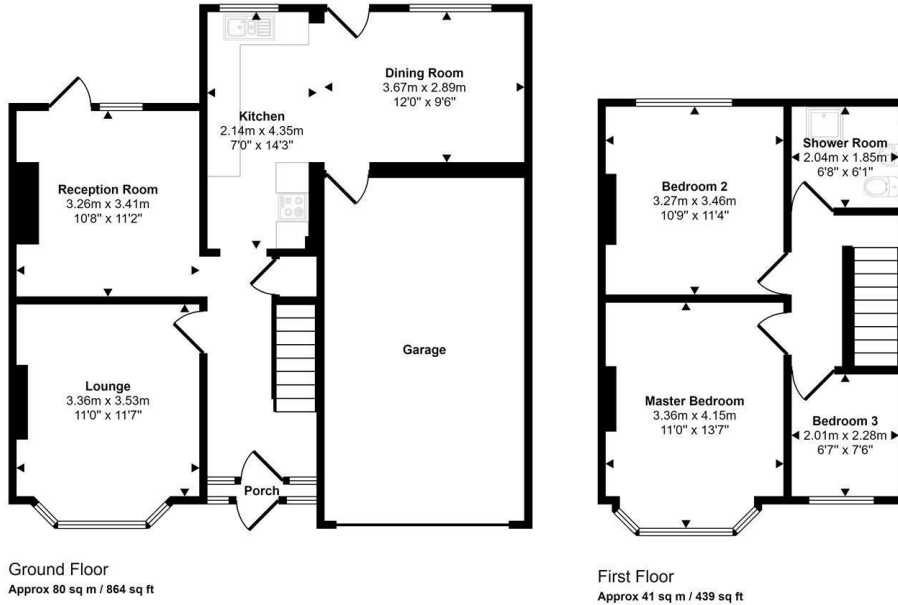 Kitchen
2.14m x 4.35m
7'0" x 14'3"
Dining Room
3.67m x 2.89m
12'0" x 9'6"
Reception Room
3.26m x 3.41m
10'8" x 11'2"
Lounge
3.36m x 3.53m
11'0" x 11'7"
Garage
Porch
Ground Floor
Approx 80 sq m / 864 sq ft
Bedroom 2
3.27m x 3.46m
10'9" x 11'4"
Shower Room
2.04m x 1.85m
6'8" x 6'1"
Master Bedroom
3.36m x 4.15m
11'0" x 13'7"
Bedroom 3
2.01m x 2.28m
6'7" x 7'6"
First Floor
Approx 41 sq m / 439 sq ft